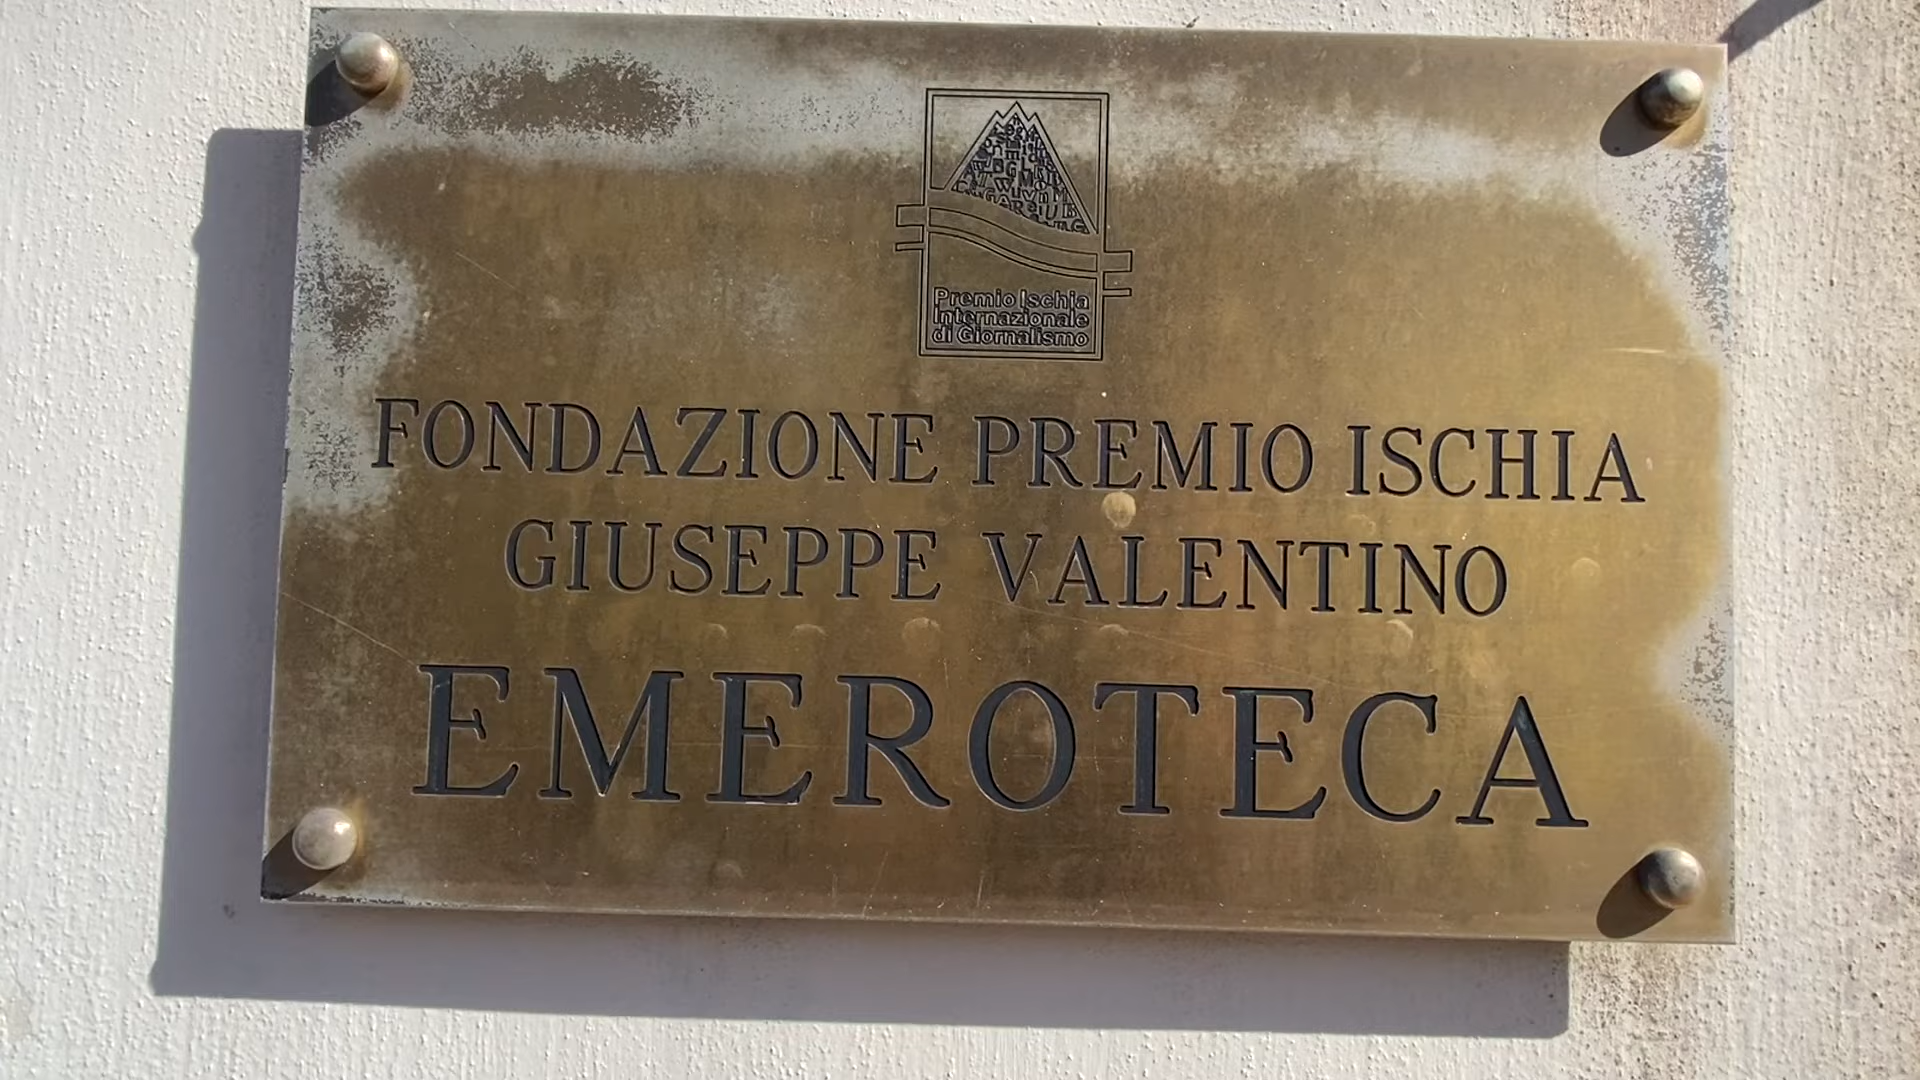 Premio Ischia
Internazionale
di Giornalismo
FONDAZIONE PREMIO ISCHIA
GIUSEPPE VALENTINO
EMEROTECA